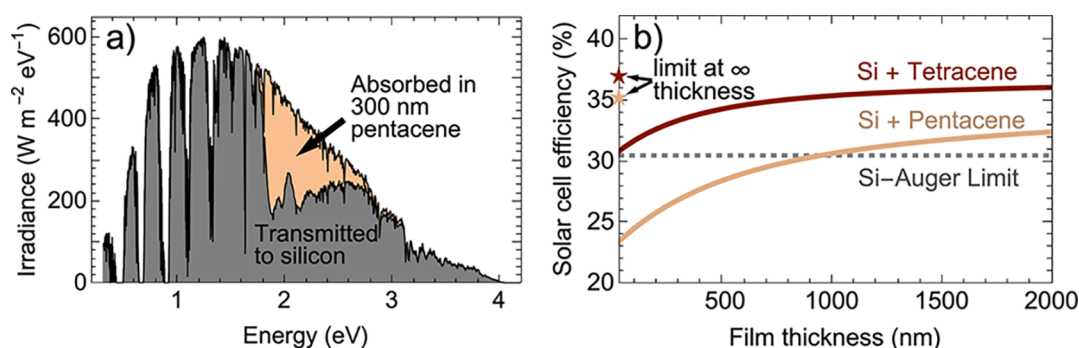 a)
600
400
200
0
Irradiance (W m⁻² eV⁻¹)
Absorbed in
300 nm
pentacene
Transmitted
to silicon
1
2
3
4
Energy (eV)
b)
40
35
30
25
20
Solar cell efficiency (%)
limit at ∞
thickness
Si + Tetracene
Si + Pentacene
Si–Auger Limit
500
1000
1500
2000
Film thickness (nm)